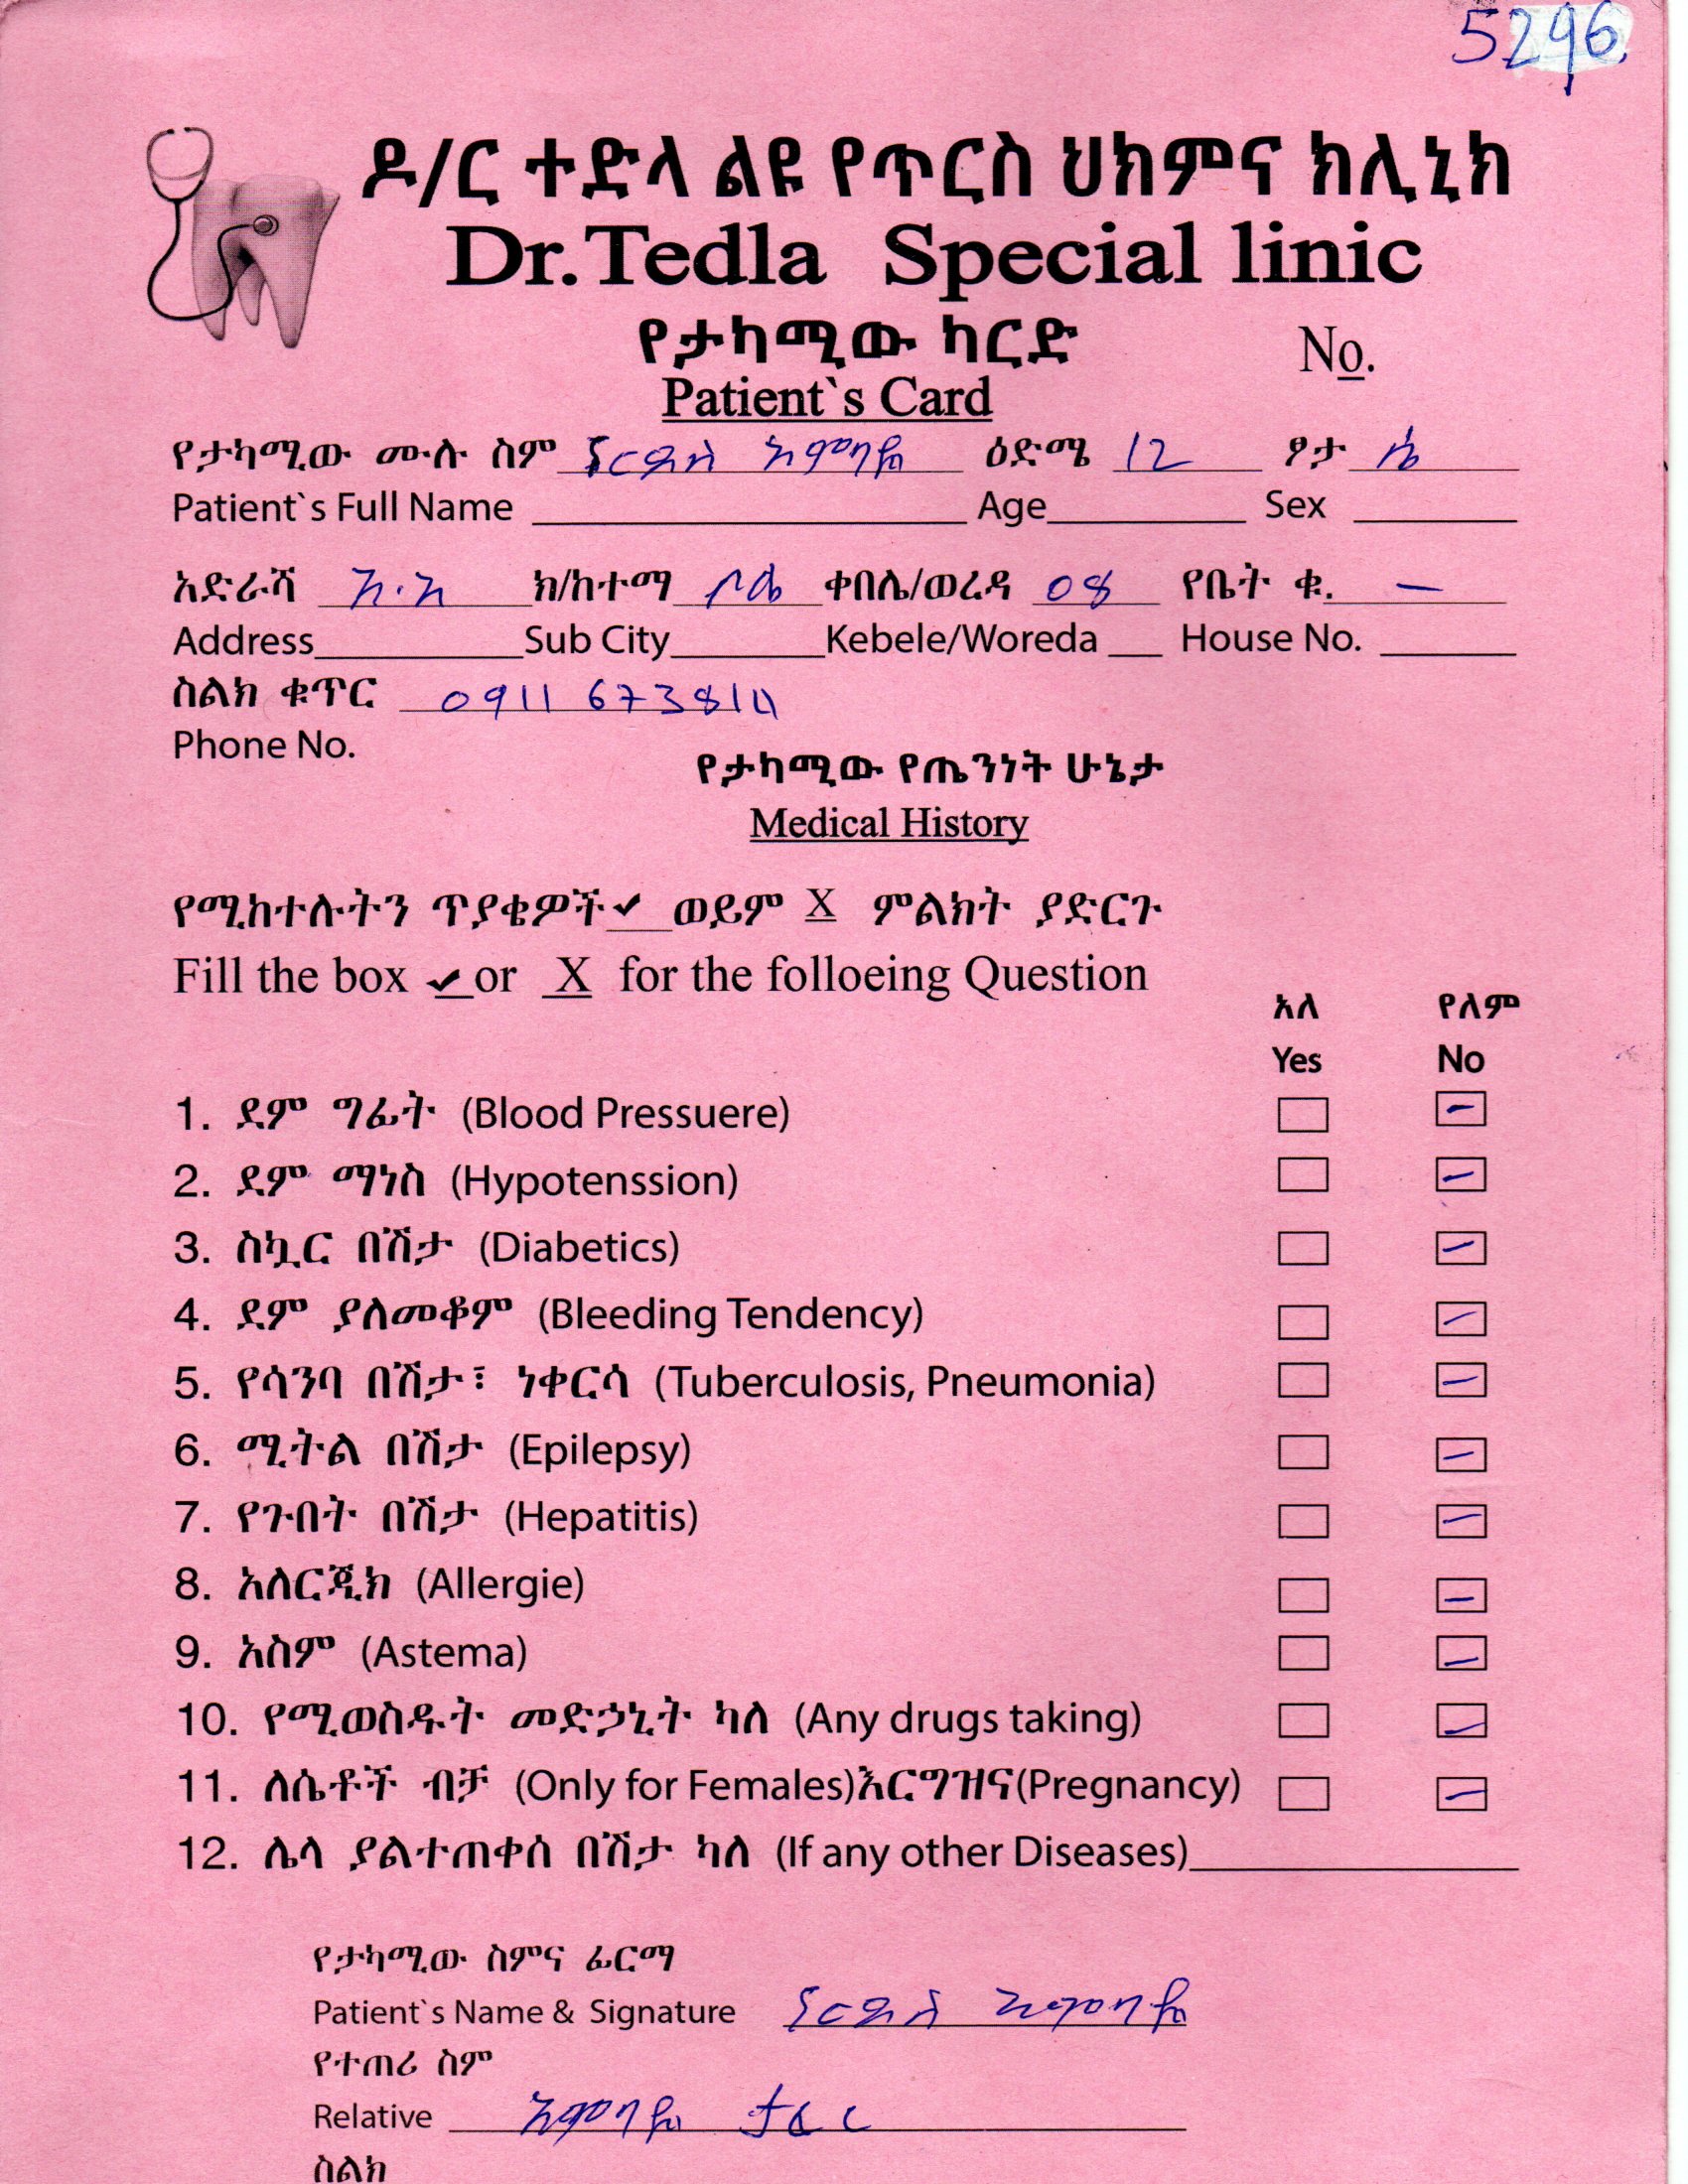 5296
ዶ/ር ተድላ ልዩ የጥርስ ህክምና ክሊኒክ
Dr.Tedla Special linic
የታካሚው ካርድ No.
Patient`s Card
የታካሚው ሙሉ ስም ዕድሜ 12 ፆታ ሴ
Patient`s Full Name Age Sex
አድራሻ አ.አ ክ/ከተማ ቦሌ ቀበሌ/ወረዳ 08 የቤት ቁ. —
Address Sub City Kebele/Woreda House No.
ስልክ ቁጥር 0911 673814
Phone No.
የታካሚው የጤንነት ሁኔታ
Medical History
የሚከተሉትን ጥያቄዎች ✓ ወይም X ምልክት ያድርጉ
Fill the box ✓ or X for the folloeing Question
አለ የለም
Yes No
1. ደም ግፊት (Blood Pressuere) –
2. ደም ማነስ (Hypotenssion) –
3. ስኳር በሽታ (Diabetics) –
4. ደም ያለመቆም (Bleeding Tendency) –
5. የሳንባ በሽታ፣ ነቀርሳ (Tuberculosis, Pneumonia) –
6. ሚትል በሽታ (Epilepsy) –
7. የጉበት በሽታ (Hepatitis) –
8. አለርጂክ (Allergie) –
9. አስም (Astema) –
10. የሚወስዱት መድኃኒት ካለ (Any drugs taking) –
11. ለሴቶች ብቻ (Only for Females)እርግዝና(Pregnancy) –
12. ሌላ ያልተጠቀሰ በሽታ ካለ (If any other Diseases)
የታካሚው ስምና ፊርማ
Patient`s Name & Signature
የተጠሪ ስም
Relative
ስልክ